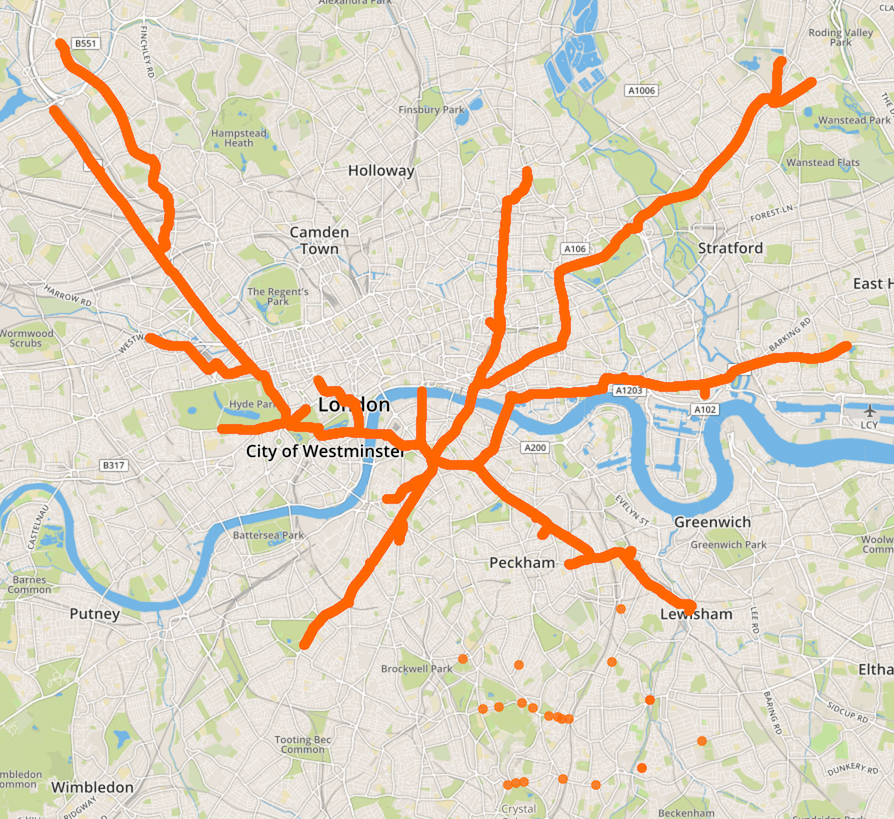 Alexandra Park
Roding Valley
Park
B551
FINCHLEY RD
A1006
Finsbury Park
Wanstead Park
Hampstead
Heath
Wanstead Flats
Holloway
FOREST LN
Camden
Town
A106
Stratford
HARROW RD
The Regent's
Park
East H
Wormwood
Scrubs
WESTW
BARKING RD
A1203
Hyde Park
London
A102
LCY
City of Westminster
A200
B317
CASTELNAU
EVELYN ST
Greenwich
Battersea Park
Greenwich Park
Woolw
Comm
Peckham
Barnes
Common
Putney
Lewisham
LEE RD
Brockwell Park
Eltha
BARING RD
SIDCUP RD
Tooting Bec
Common
DUNKERY RD
mbledon
ommon
Wimbledon
RIDGWAY
Crystal
Beckenham